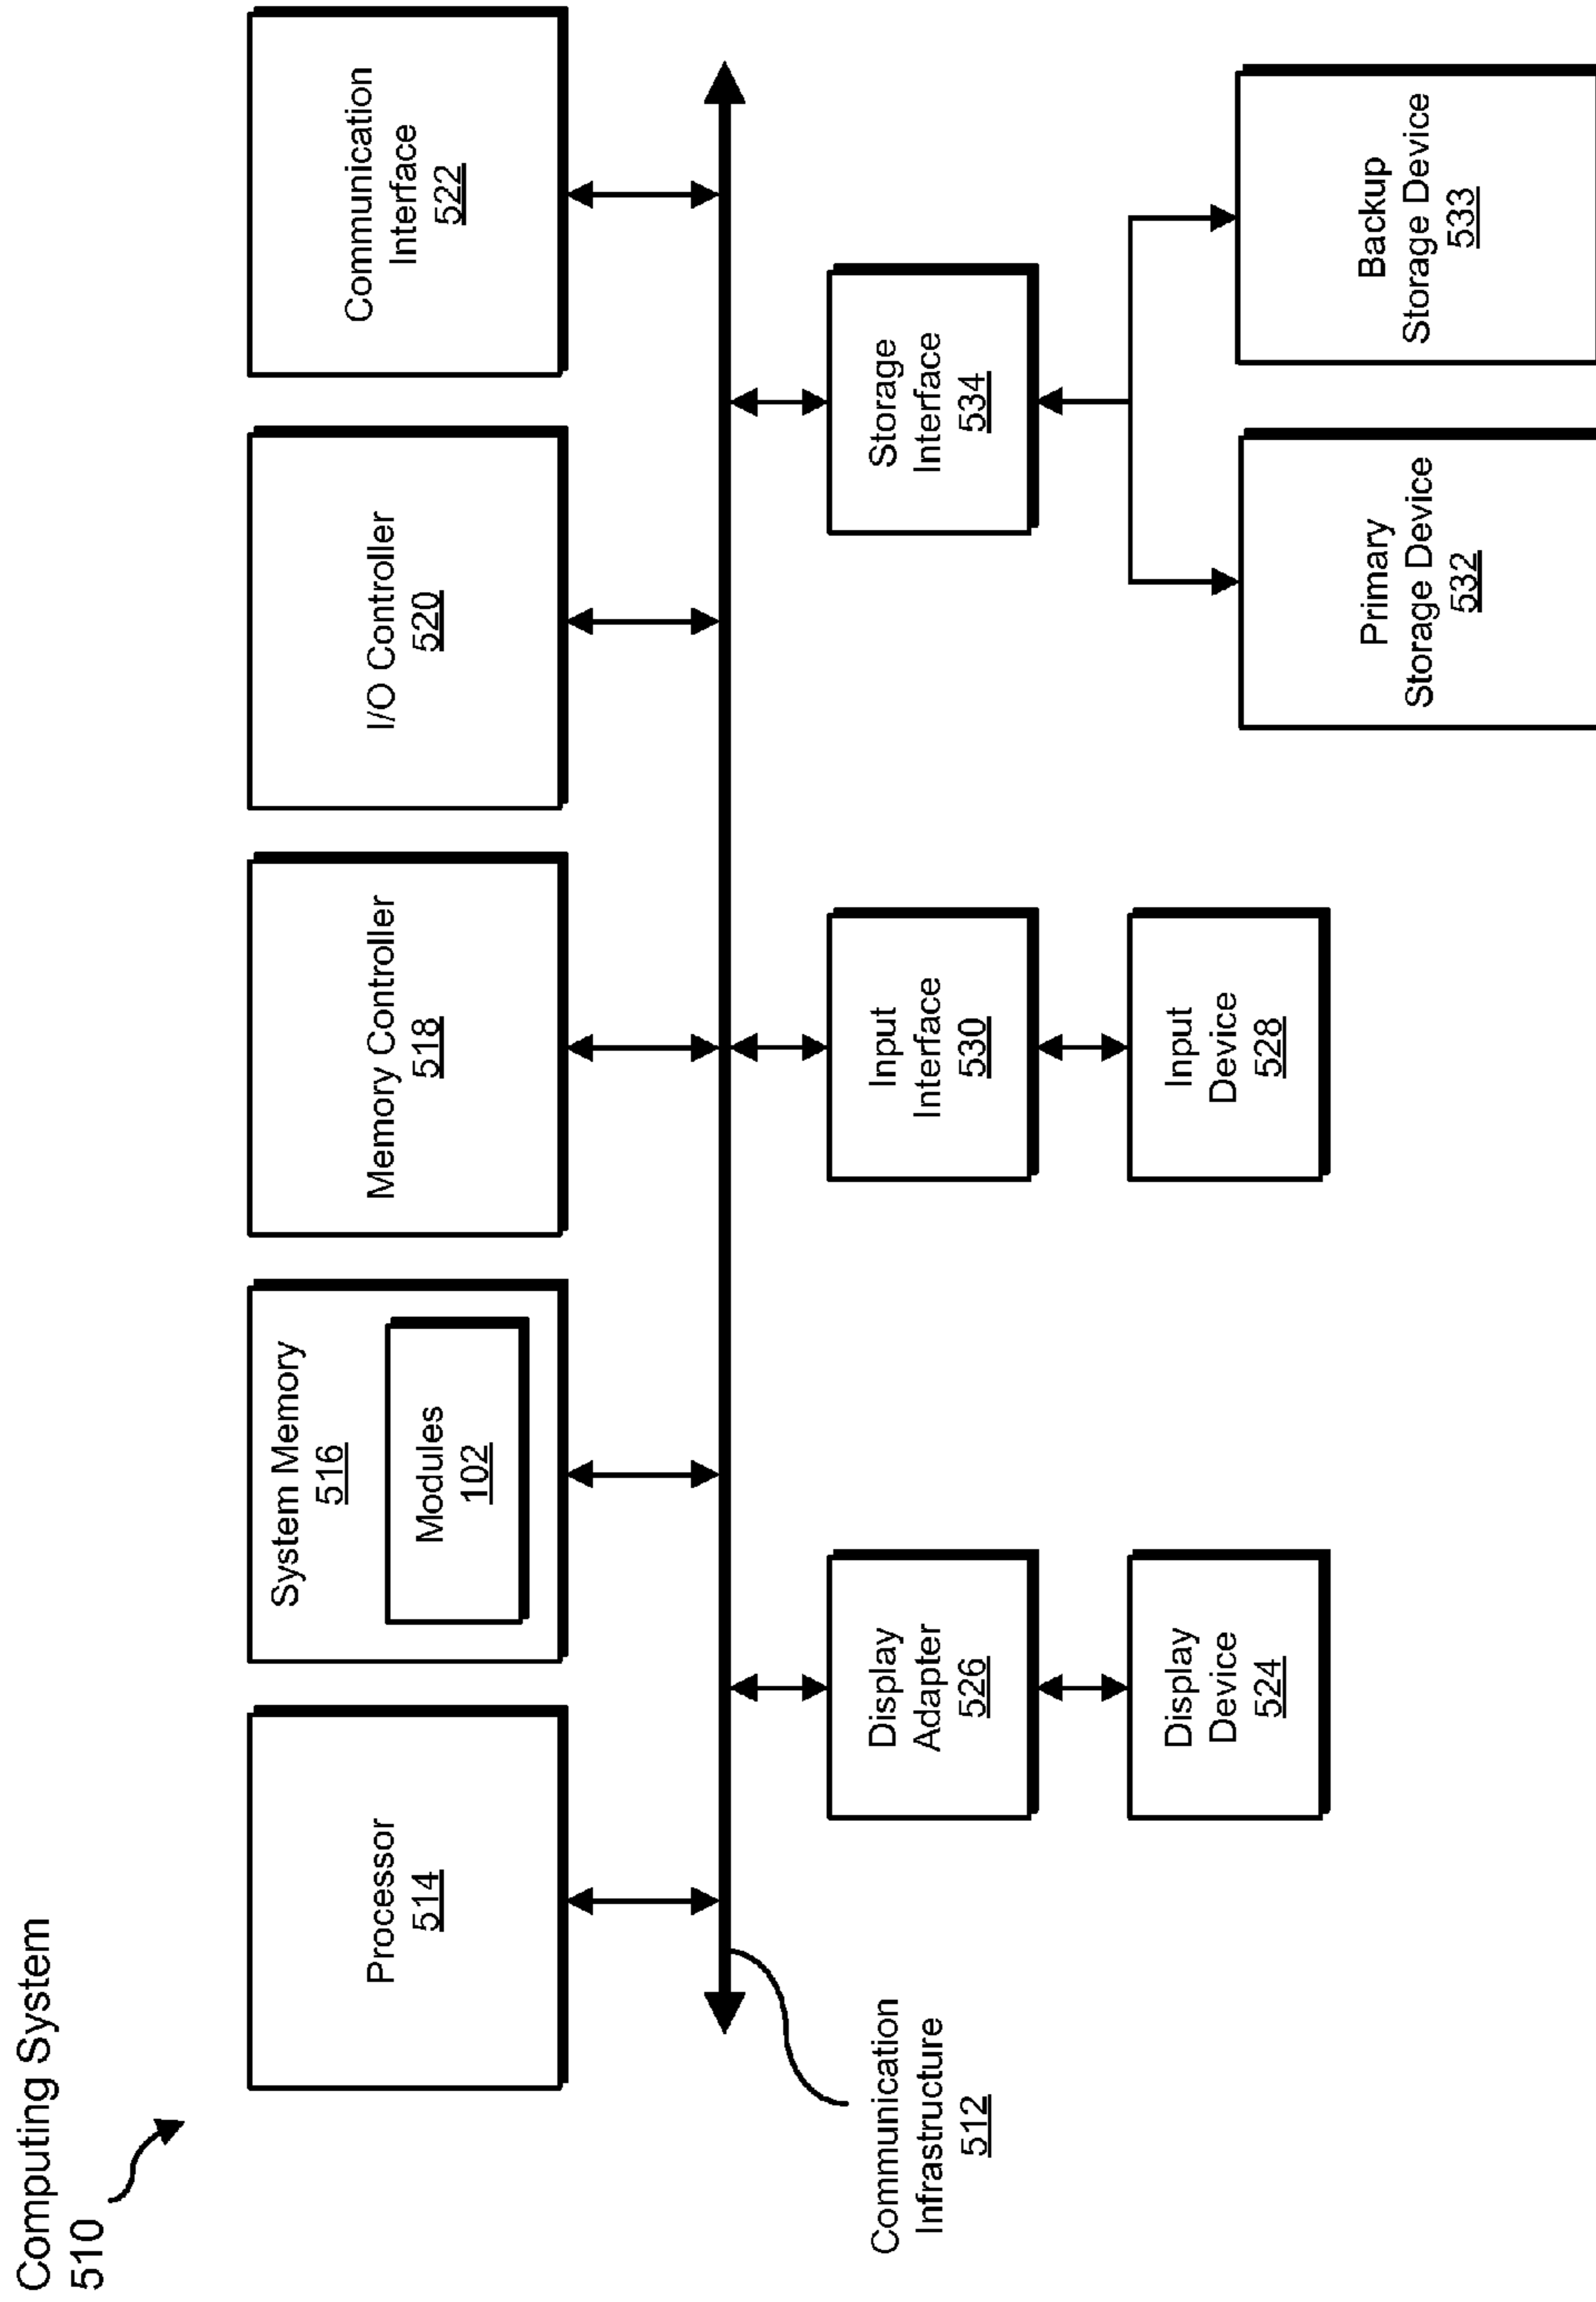 Computing System
510
Processor
514
System Memory
516
Modules
102
Memory Controller
518
I/O Controller
520
Communication
Interface
522
Communication
Infrastructure
512
Display
Adapter
526
Input
Interface
530
Storage
Interface
534
Display
Device
524
Input
Device
528
Primary
Storage Device
532
Backup
Storage Device
533